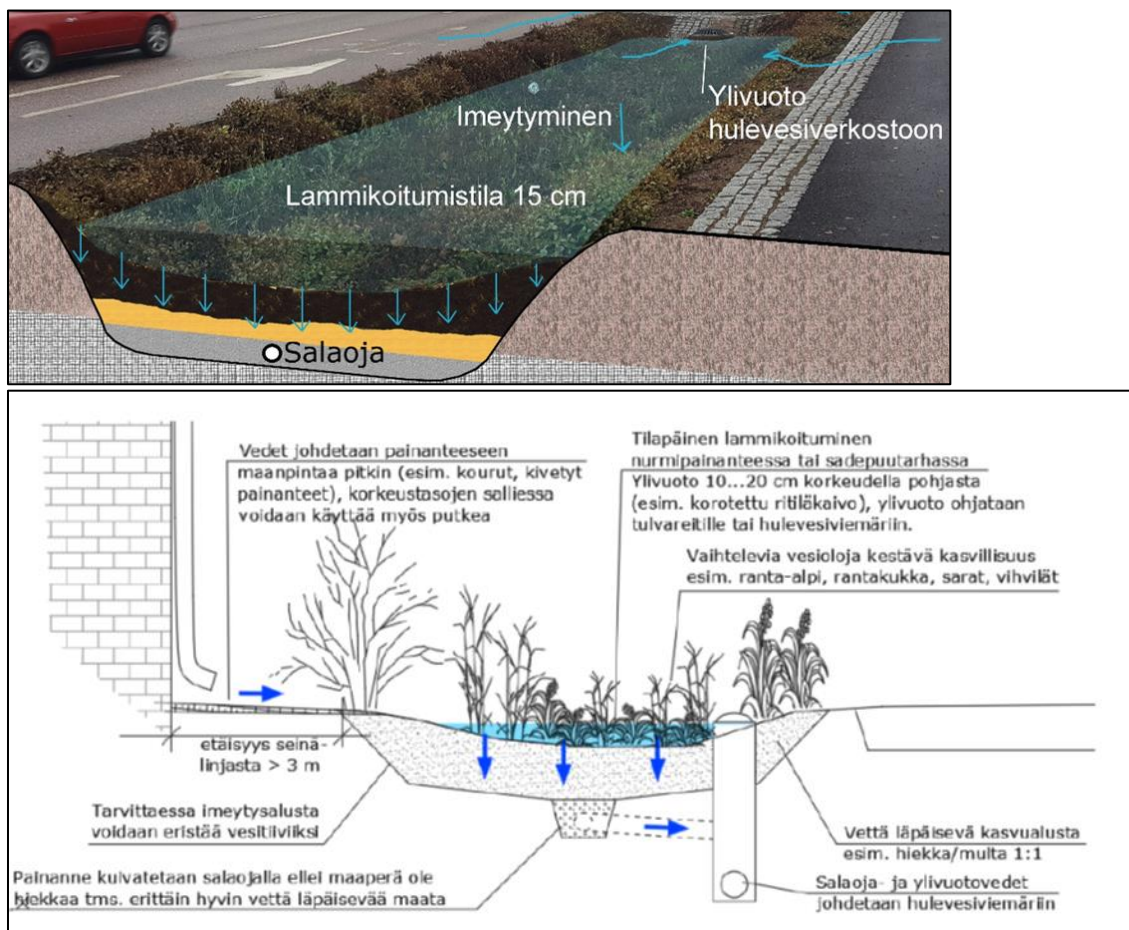 Imeytyminen
Ylivuoto
hulevesiverkostoon
Lammikoitumistila 15 cm
Salaoja
Vedet johdetaan painanteeseen
maanpintaa pitkin (esim. kourut, kivetyt
painanteet), korkeustasojen salliessa
voidaan käyttää myös putkea
Tilapäinen lammikoituminen
nurmipainanteessa tai sadepuutarhassa
Ylivuoto 10...20 cm korkeudella pohjasta
(esim. korotettu ritiläkaivo), ylivuoto ohjataan
tulvareitille tai hulevesiviemäriin.
Vaihtelevia vesioloja kestävä kasvillisuus
esim. ranta-alpi, rantakukka, sarat, vihvilät
etäisyys seinä-
linjasta > 3 m
Tarvittaessa imeytysalusta
voidaan eristää vesitiiviiksi
Vettä läpäisevä kasvualusta
esim. hiekka/multa 1:1
Painanne kuivatetaan salaojalla ellei maaperä ole
hiekkaa tms. erittäin hyvin vettä läpäisevää maata
Salaoja- ja ylivuotovedet
johdetaan hulevesiviemäriin